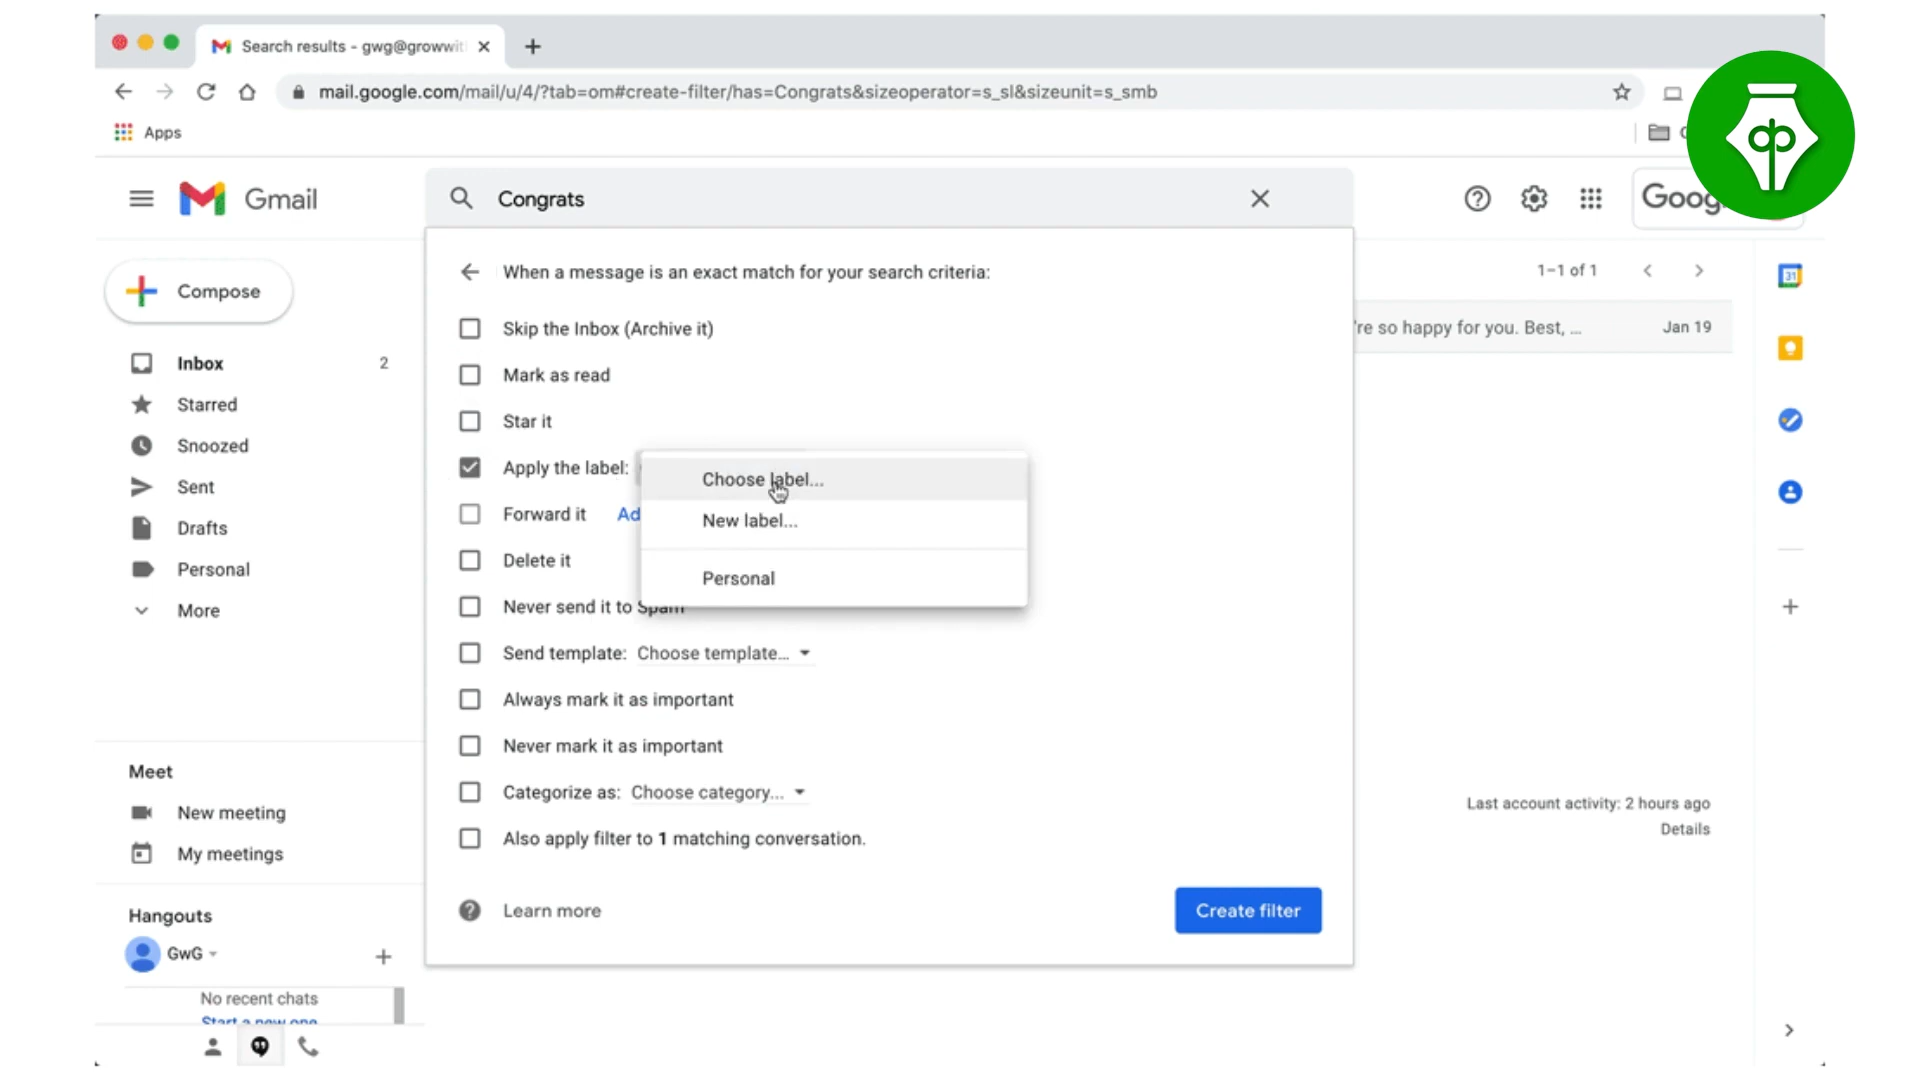 Search results - gwg@growwit
mail.google.com/mail/u/4/?tab=om#create-filter/has=Congrats&sizeoperator=s_sl&sizeunit=s_smb
Apps
Gmail
Congrats
Compose
When a message is an exact match for your search criteria:
1–1 of 1
31
Skip the Inbox (Archive it)
're so happy for you. Best, ...
Jan 19
Inbox
2
Mark as read
Starred
Star it
Snoozed
Apply the label:
Choose label...
Sent
Forward it
Ad
New label...
Drafts
Delete it
Personal
Personal
Never send it to Spam
More
Send template: Choose template...
Always mark it as important
Never mark it as important
Meet
Categorize as: Choose category...
New meeting
Last account activity: 2 hours ago
Details
Also apply filter to 1 matching conversation.
My meetings
Learn more
Create filter
Hangouts
GwG
No recent chats
Start a new one